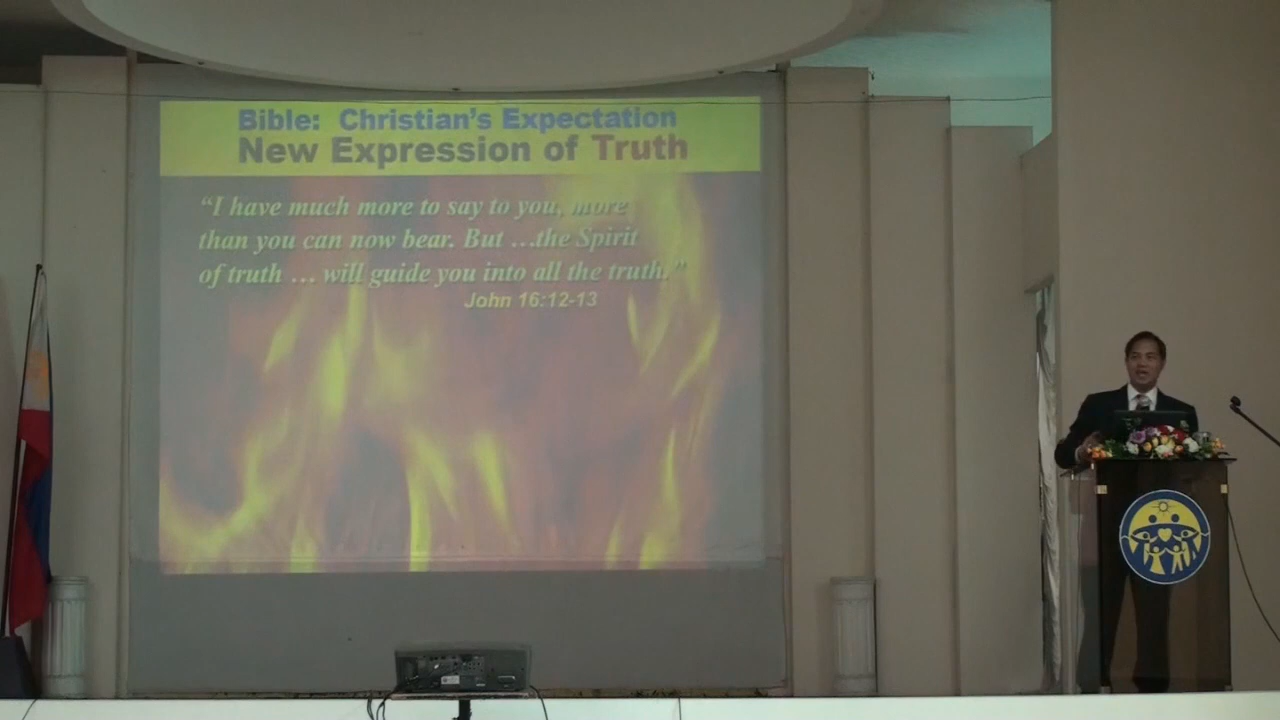 Bible: Christian's Expectation
New Expression of Truth
“I have much more to say to you, more
than you can now bear. But …the Spirit
of truth … will guide you into all the truth.”
John 16:12-13